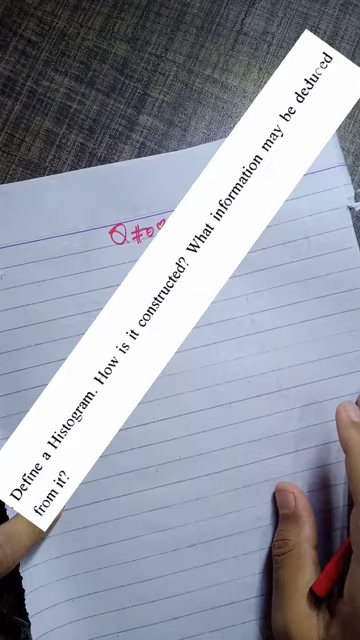 Define a Histogram. How is it constructed? What information may be deduced
from it?
Q#